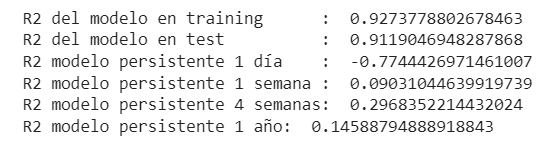 R2 del modelo en training      :  0.9273778802678463
R2 del modelo en test          :  0.9119046948287868
R2 modelo persistente 1 día    :  -0.7744426971461007
R2 modelo persistente 1 semana :  0.09031044639919739
R2 modelo persistente 4 semanas:  0.2968352214432024
R2 modelo persistente 1 año:  0.14588794888918843